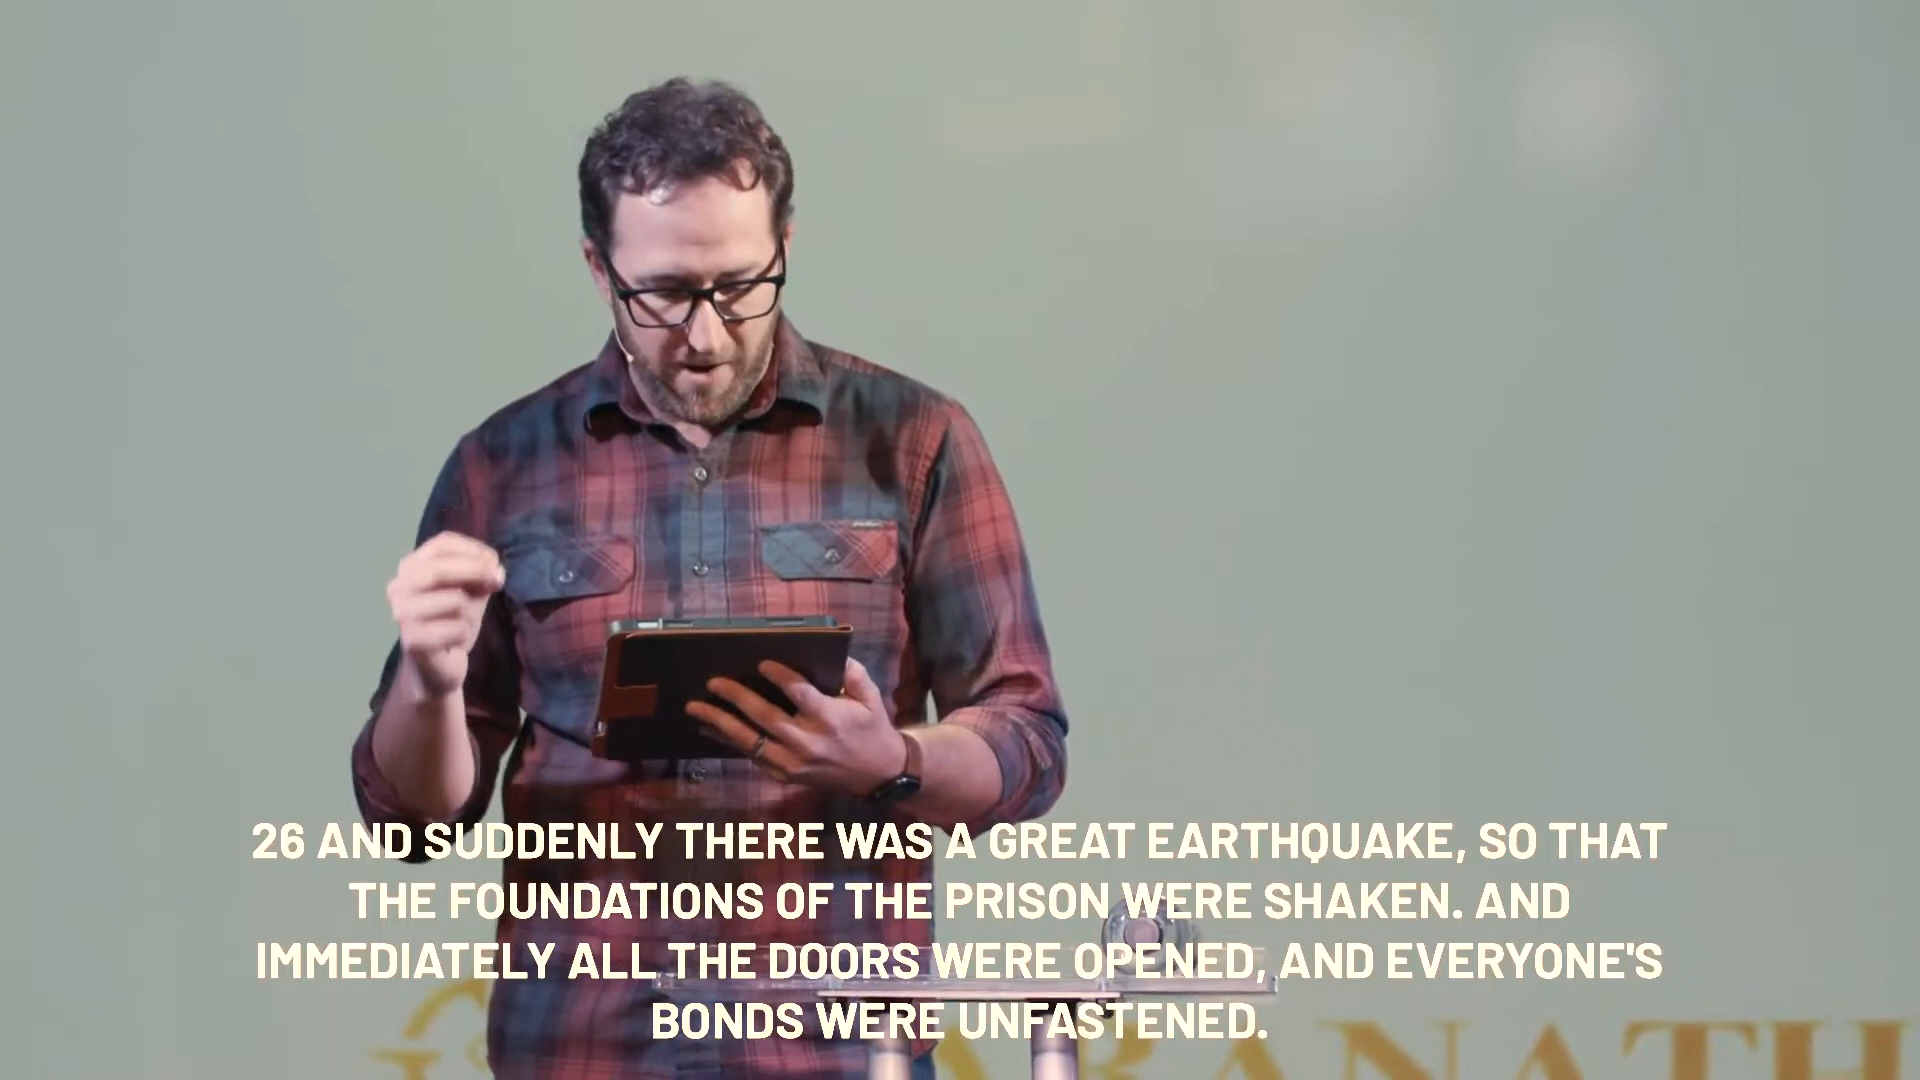 26 AND SUDDENLY THERE WAS A GREAT EARTHQUAKE, SO THAT
THE FOUNDATIONS OF THE PRISON WERE SHAKEN. AND
IMMEDIATELY ALL THE DOORS WERE OPENED, AND EVERYONE'S
BONDS WERE UNFASTENED.